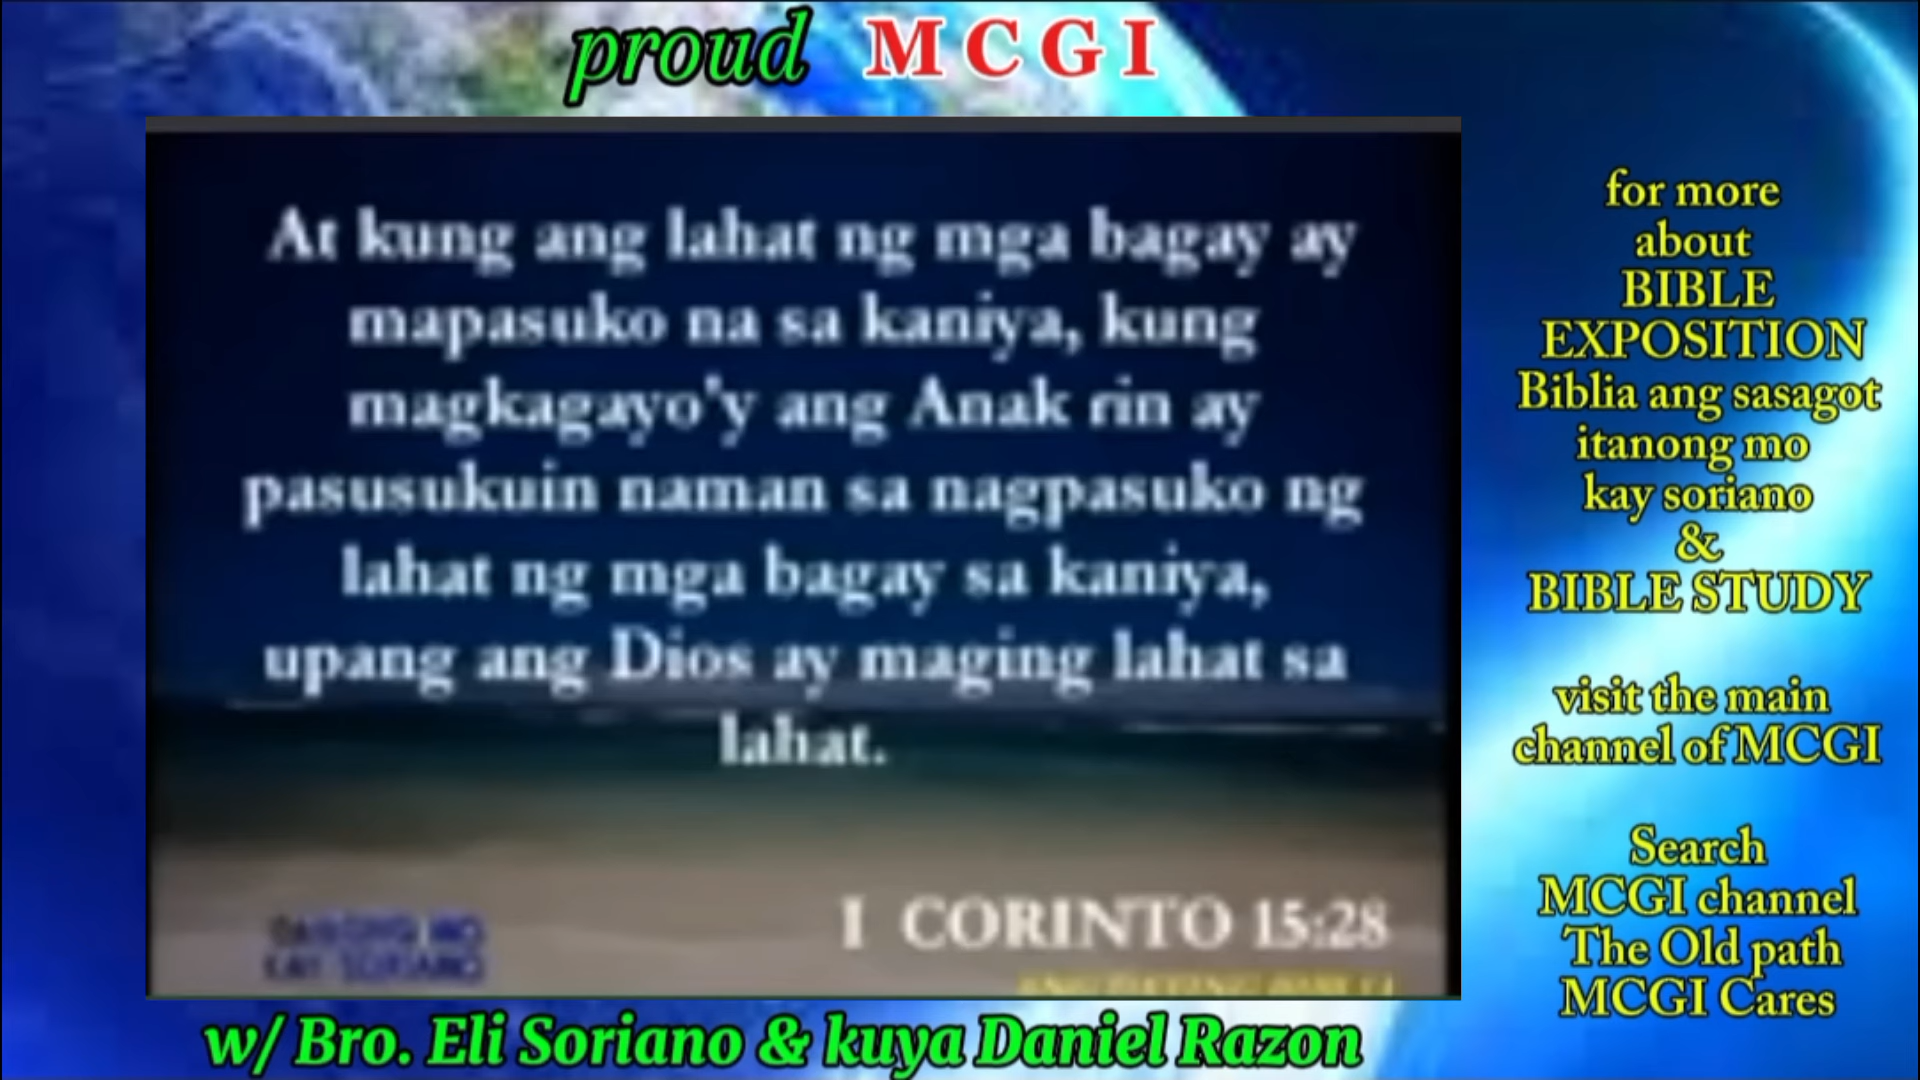 proud MCGI
At kung ang lahat ng mga bagay ay
mapasuko na sa kaniya, kung
magkagayo'y ang Anak rin ay
pasusukuin naman sa nagpasuko ng
lahat ng mga bagay sa kaniya,
upang ang Dios ay maging lahat sa
lahat.
I CORINTO 15:28
KAY SORIANO
w/ Bro. Eli Soriano & kuya Daniel Razon
for more
about
BIBLE
EXPOSITION
Biblia ang sasagot
itanong mo
kay soriano
&
BIBLE STUDY
visit the main
channel of MCGI
Search
MCGI channel
The Old path
MCGI Cares